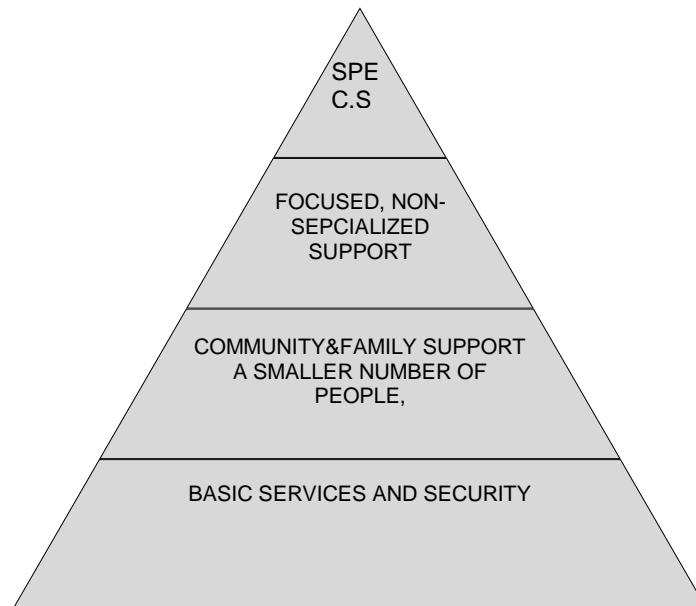 SPE
C.S
FOCUSED, NON-
SEPCIALIZED
SUPPORT
COMMUNITY&FAMILY SUPPORT
A SMALLER NUMBER OF
PEOPLE,
BASIC SERVICES AND SECURITY